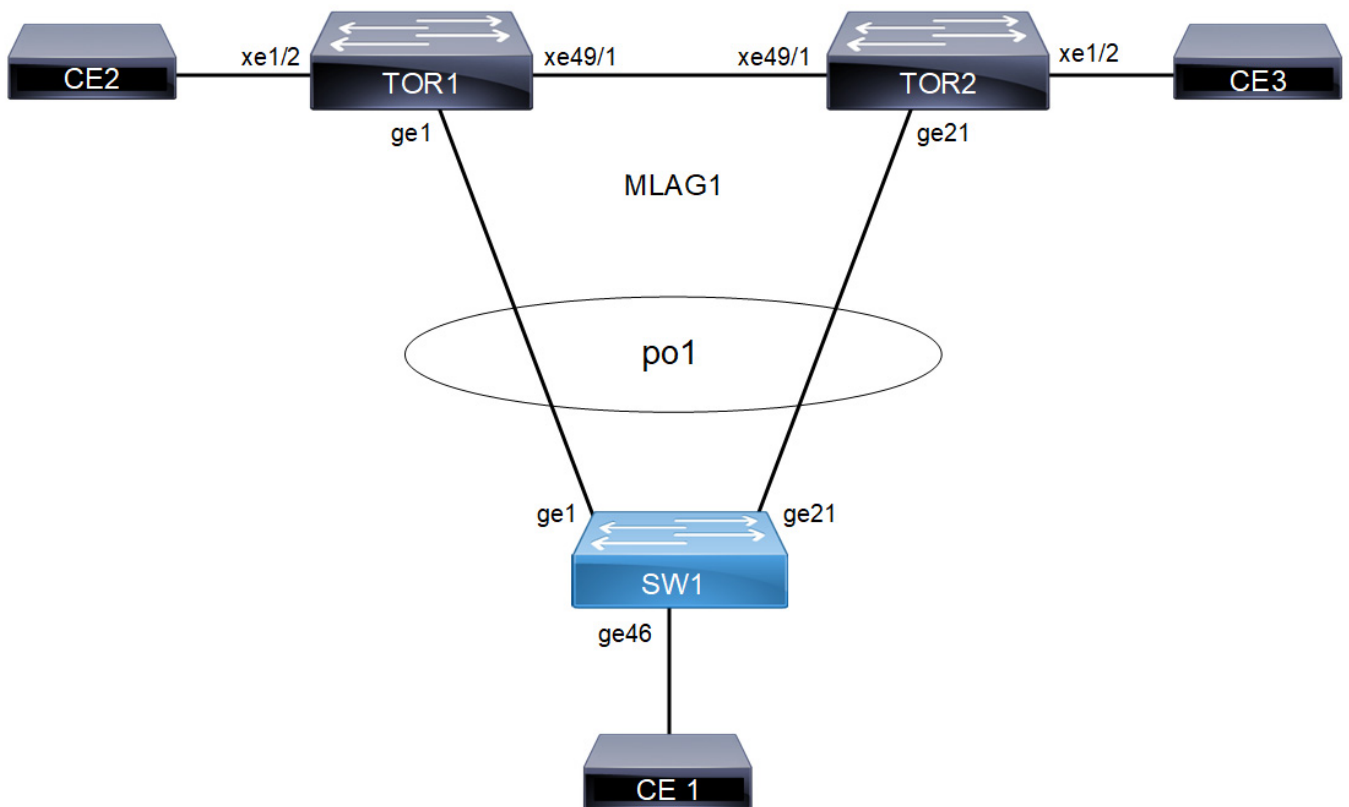 CE2
xe1/2
TOR1
xe49/1
xe49/1
TOR2
xe1/2
CE3
ge1
ge21
MLAG1
po1
ge1
ge21
SW1
ge46
CE 1